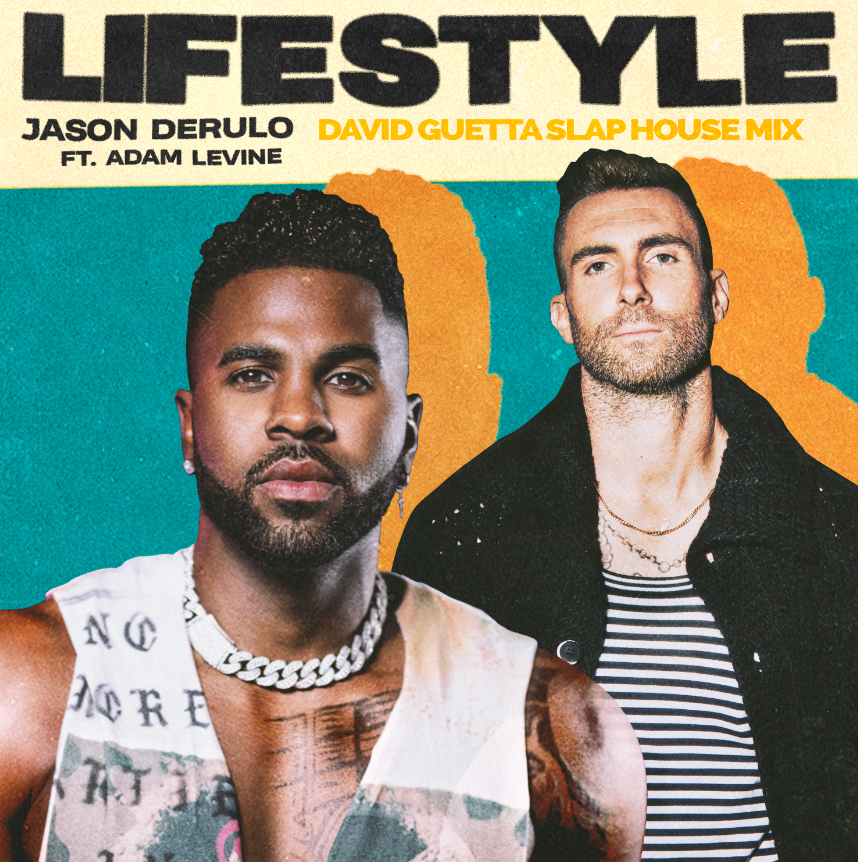 LIFESTYLE
JASON DERULO DAVID GUETTA SLAP HOUSE MIX
FT. ADAM LEVINE
NO
MORE